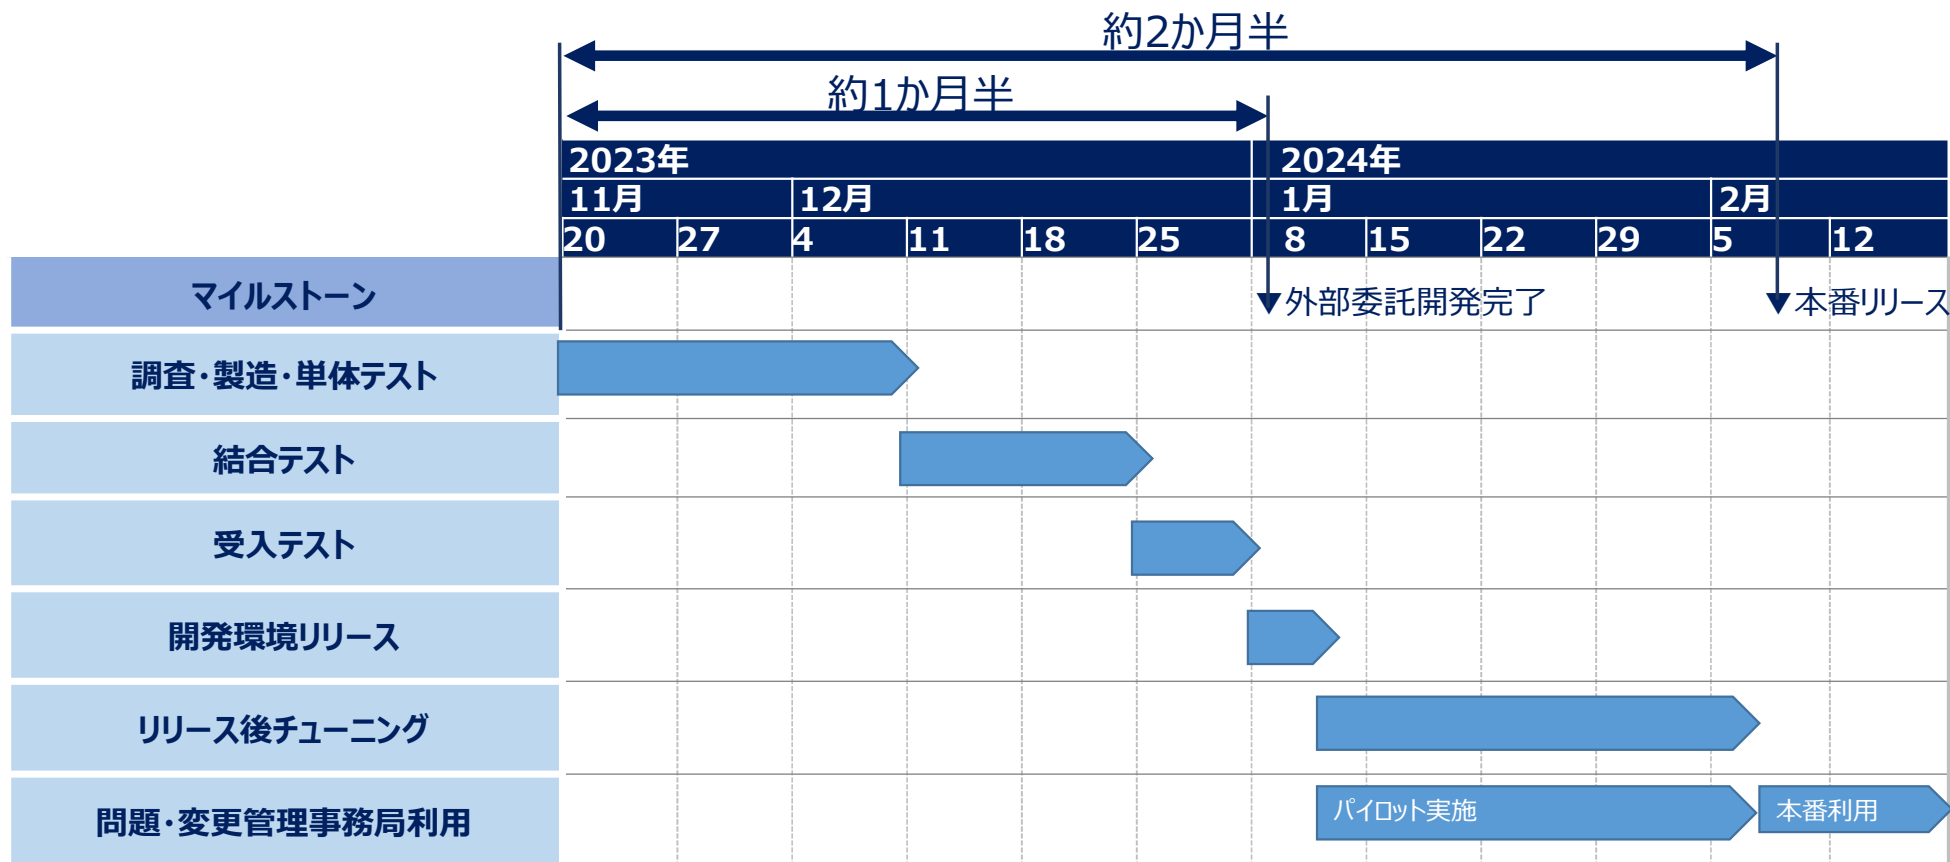 約2か月半
約1か月半
2023年 2024年
11月 12月 1月 2月
20 27 4 11 18 25 8 15 22 29 5 12
マイルストーン
外部委託開発完了
本番リリース
調査・製造・単体テスト
結合テスト
受入テスト
開発環境リリース
リリース後チューニング
問題・変更管理事務局利用
パイロット実施
本番利用